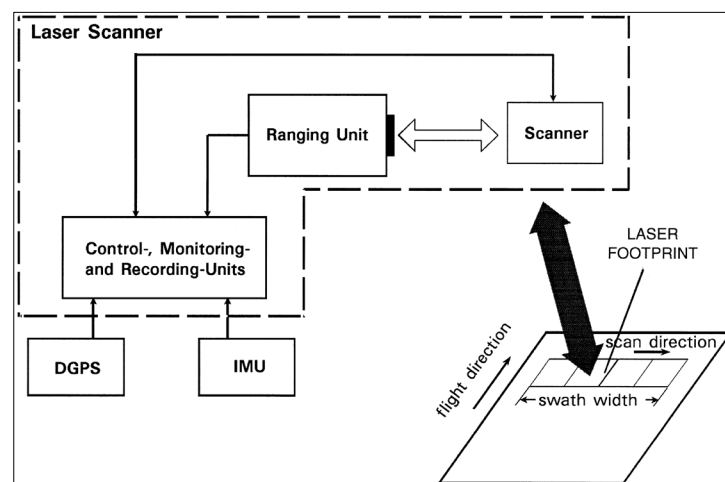 Laser Scanner
Ranging Unit
Scanner
Control-, Monitoring-
and Recording-Units
LASER
FOOTPRINT
DGPS
IMU
flight direction
scan direction
swath width